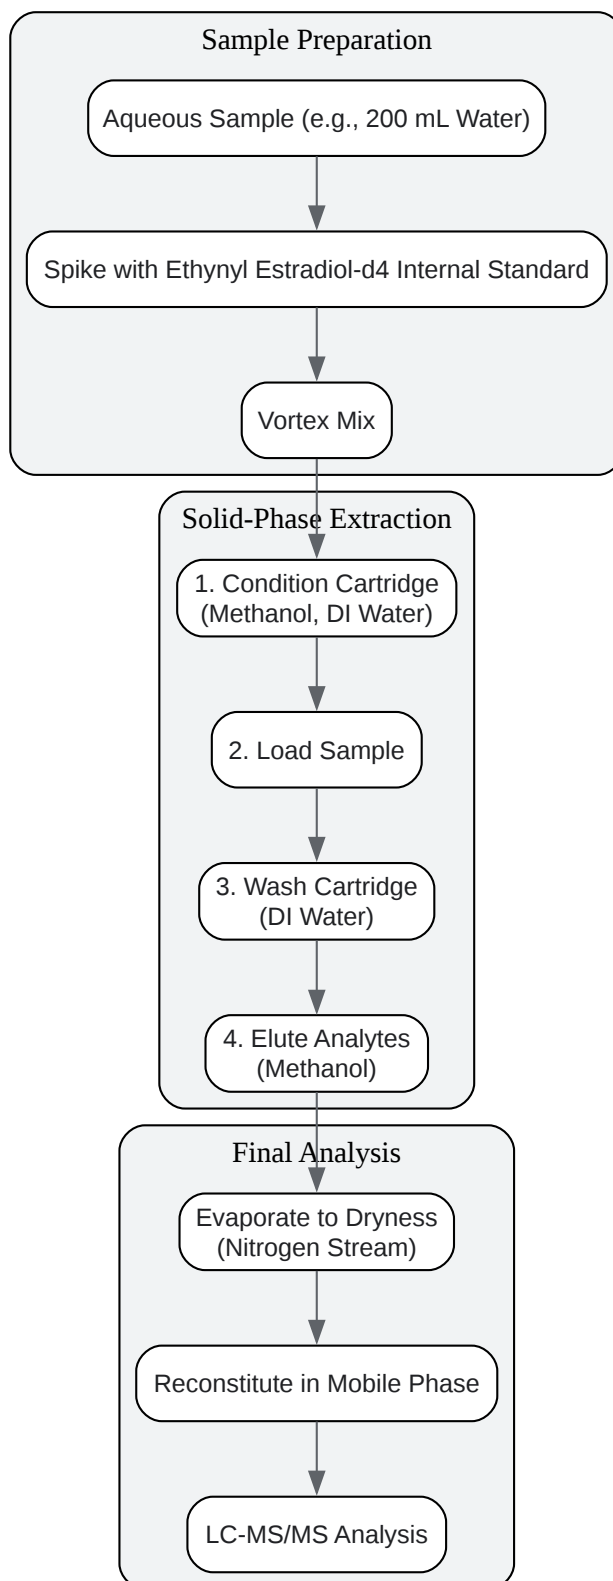 Sample Preparation
Aqueous Sample (e.g., 200 mL Water)
Spike with Ethynyl Estradiol-d4 Internal Standard
Vortex Mix
Solid-Phase Extraction
1. Condition Cartridge
(Methanol, DI Water)
2. Load Sample
3. Wash Cartridge
(DI Water)
4. Elute Analytes
(Methanol)
Final Analysis
Evaporate to Dryness
(Nitrogen Stream)
Reconstitute in Mobile Phase
LC-MS/MS Analysis